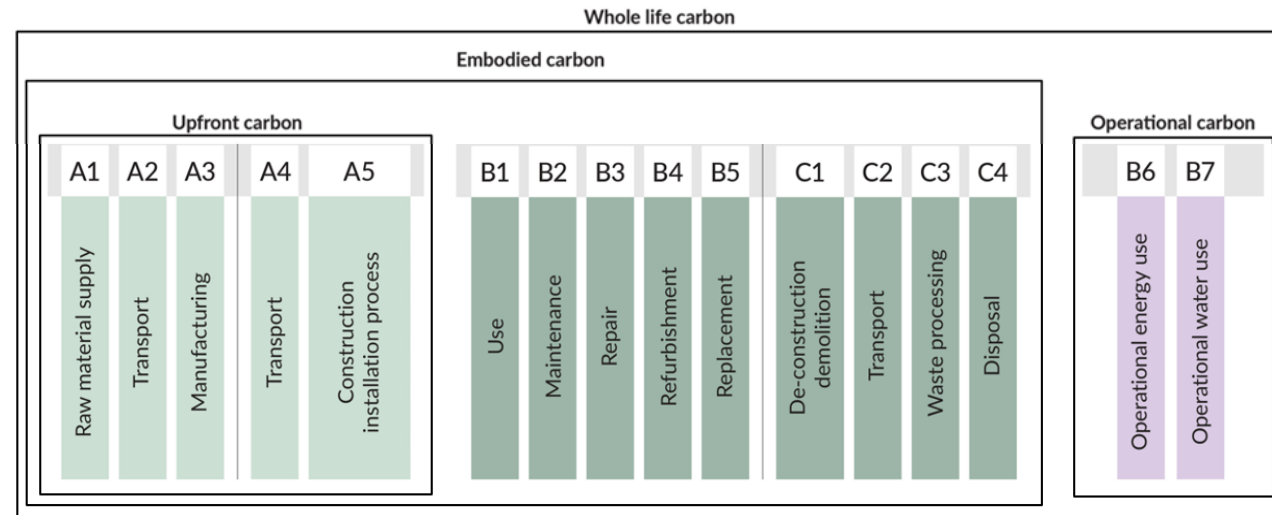 Whole life carbon
Embodied carbon
Upfront carbon
Operational carbon
A1 A2 A3 A4 A5 B1 B2 B3 B4 B5 C1 C2 C3 C4 B6 B7
Raw material supply
Transport
Manufacturing
Transport
Construction
installation process
Use
Maintenance
Repair
Refurbishment
Replacement
De-construction
demolition
Transport
Waste processing
Disposal
Operational energy use
Operational water use